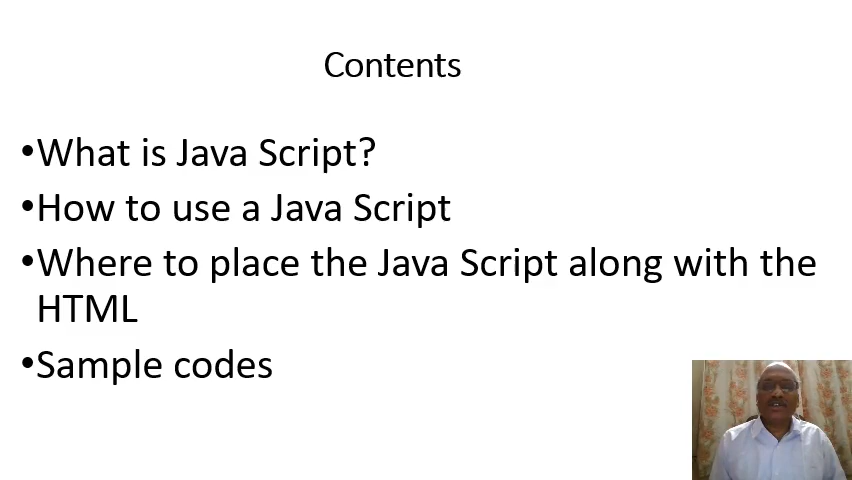 Contents
•What is Java Script?
•How to use a Java Script
•Where to place the Java Script along with the
HTML
•Sample codes